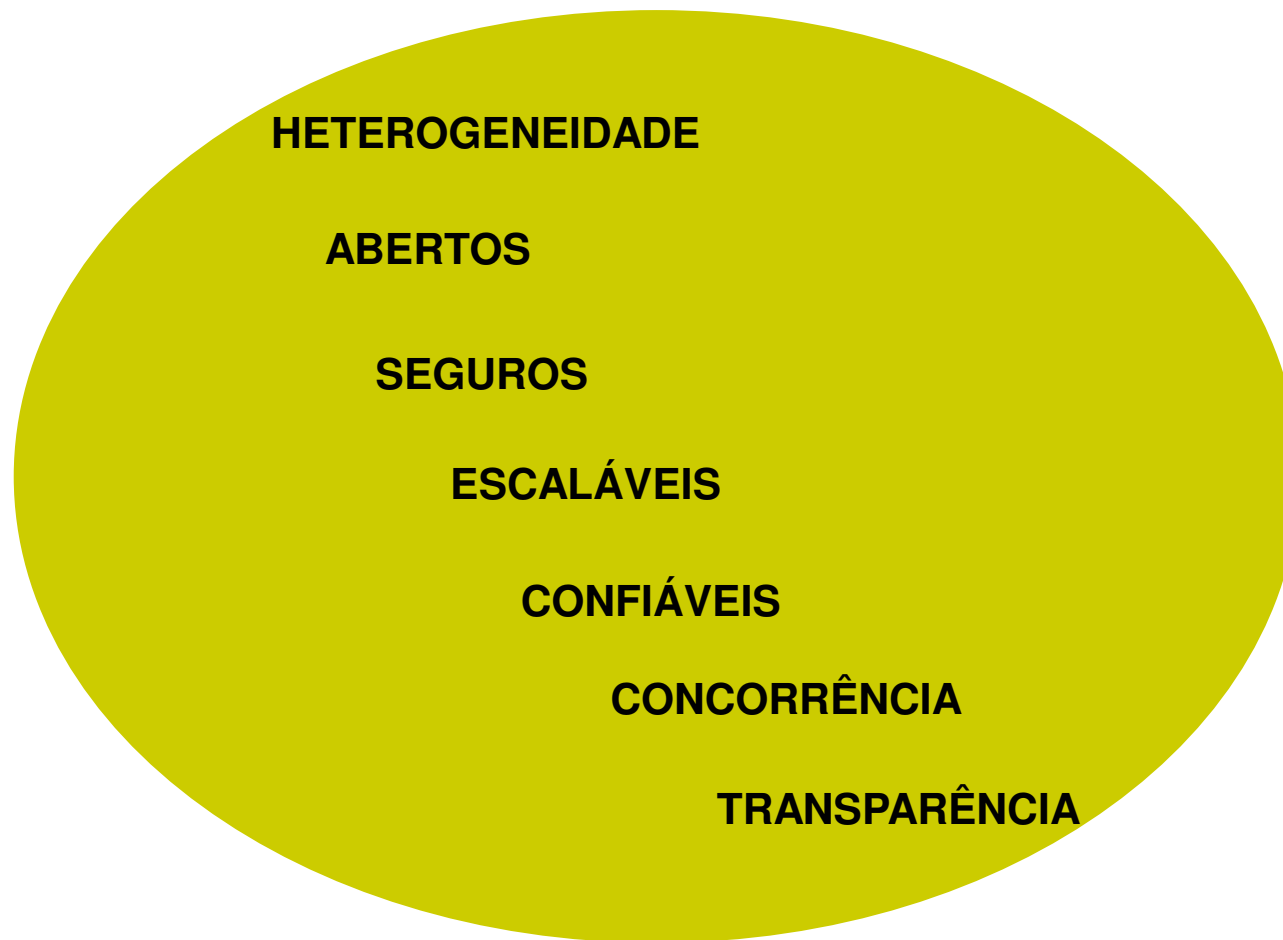 HETEROGENEIDADE
ABERTOS
SEGUROS
ESCALÁVEIS
CONFIÁVEIS
CONCORRÊNCIA
TRANSPARÊNCIA